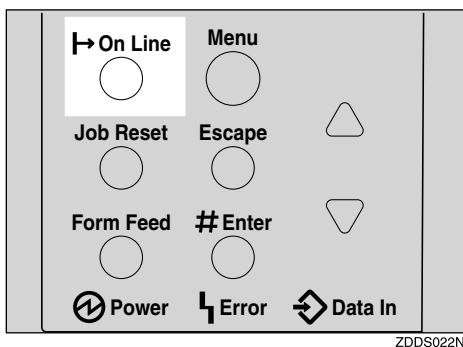 On Line Menu
Job Reset Escape
Form Feed # Enter
Power Error Data In
ZDDS022N